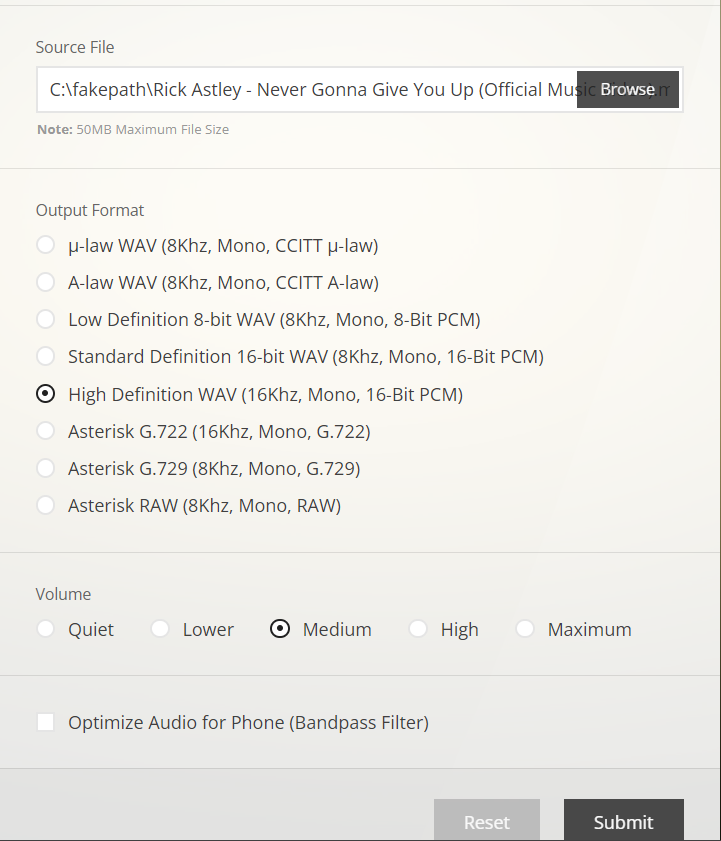 Source File
C:\fakepath\Rick Astley - Never Gonna Give You Up (Official Music
Browse
Note: 50MB Maximum File Size
Output Format
µ-law WAV (8Khz, Mono, CCITT µ-law)
A-law WAV (8Khz, Mono, CCITT A-law)
Low Definition 8-bit WAV (8Khz, Mono, 8-Bit PCM)
Standard Definition 16-bit WAV (8Khz, Mono, 16-Bit PCM)
High Definition WAV (16Khz, Mono, 16-Bit PCM)
Asterisk G.722 (16Khz, Mono, G.722)
Asterisk G.729 (8Khz, Mono, G.729)
Asterisk RAW (8Khz, Mono, RAW)
Volume
Quiet Lower Medium High Maximum
Optimize Audio for Phone (Bandpass Filter)
Reset Submit